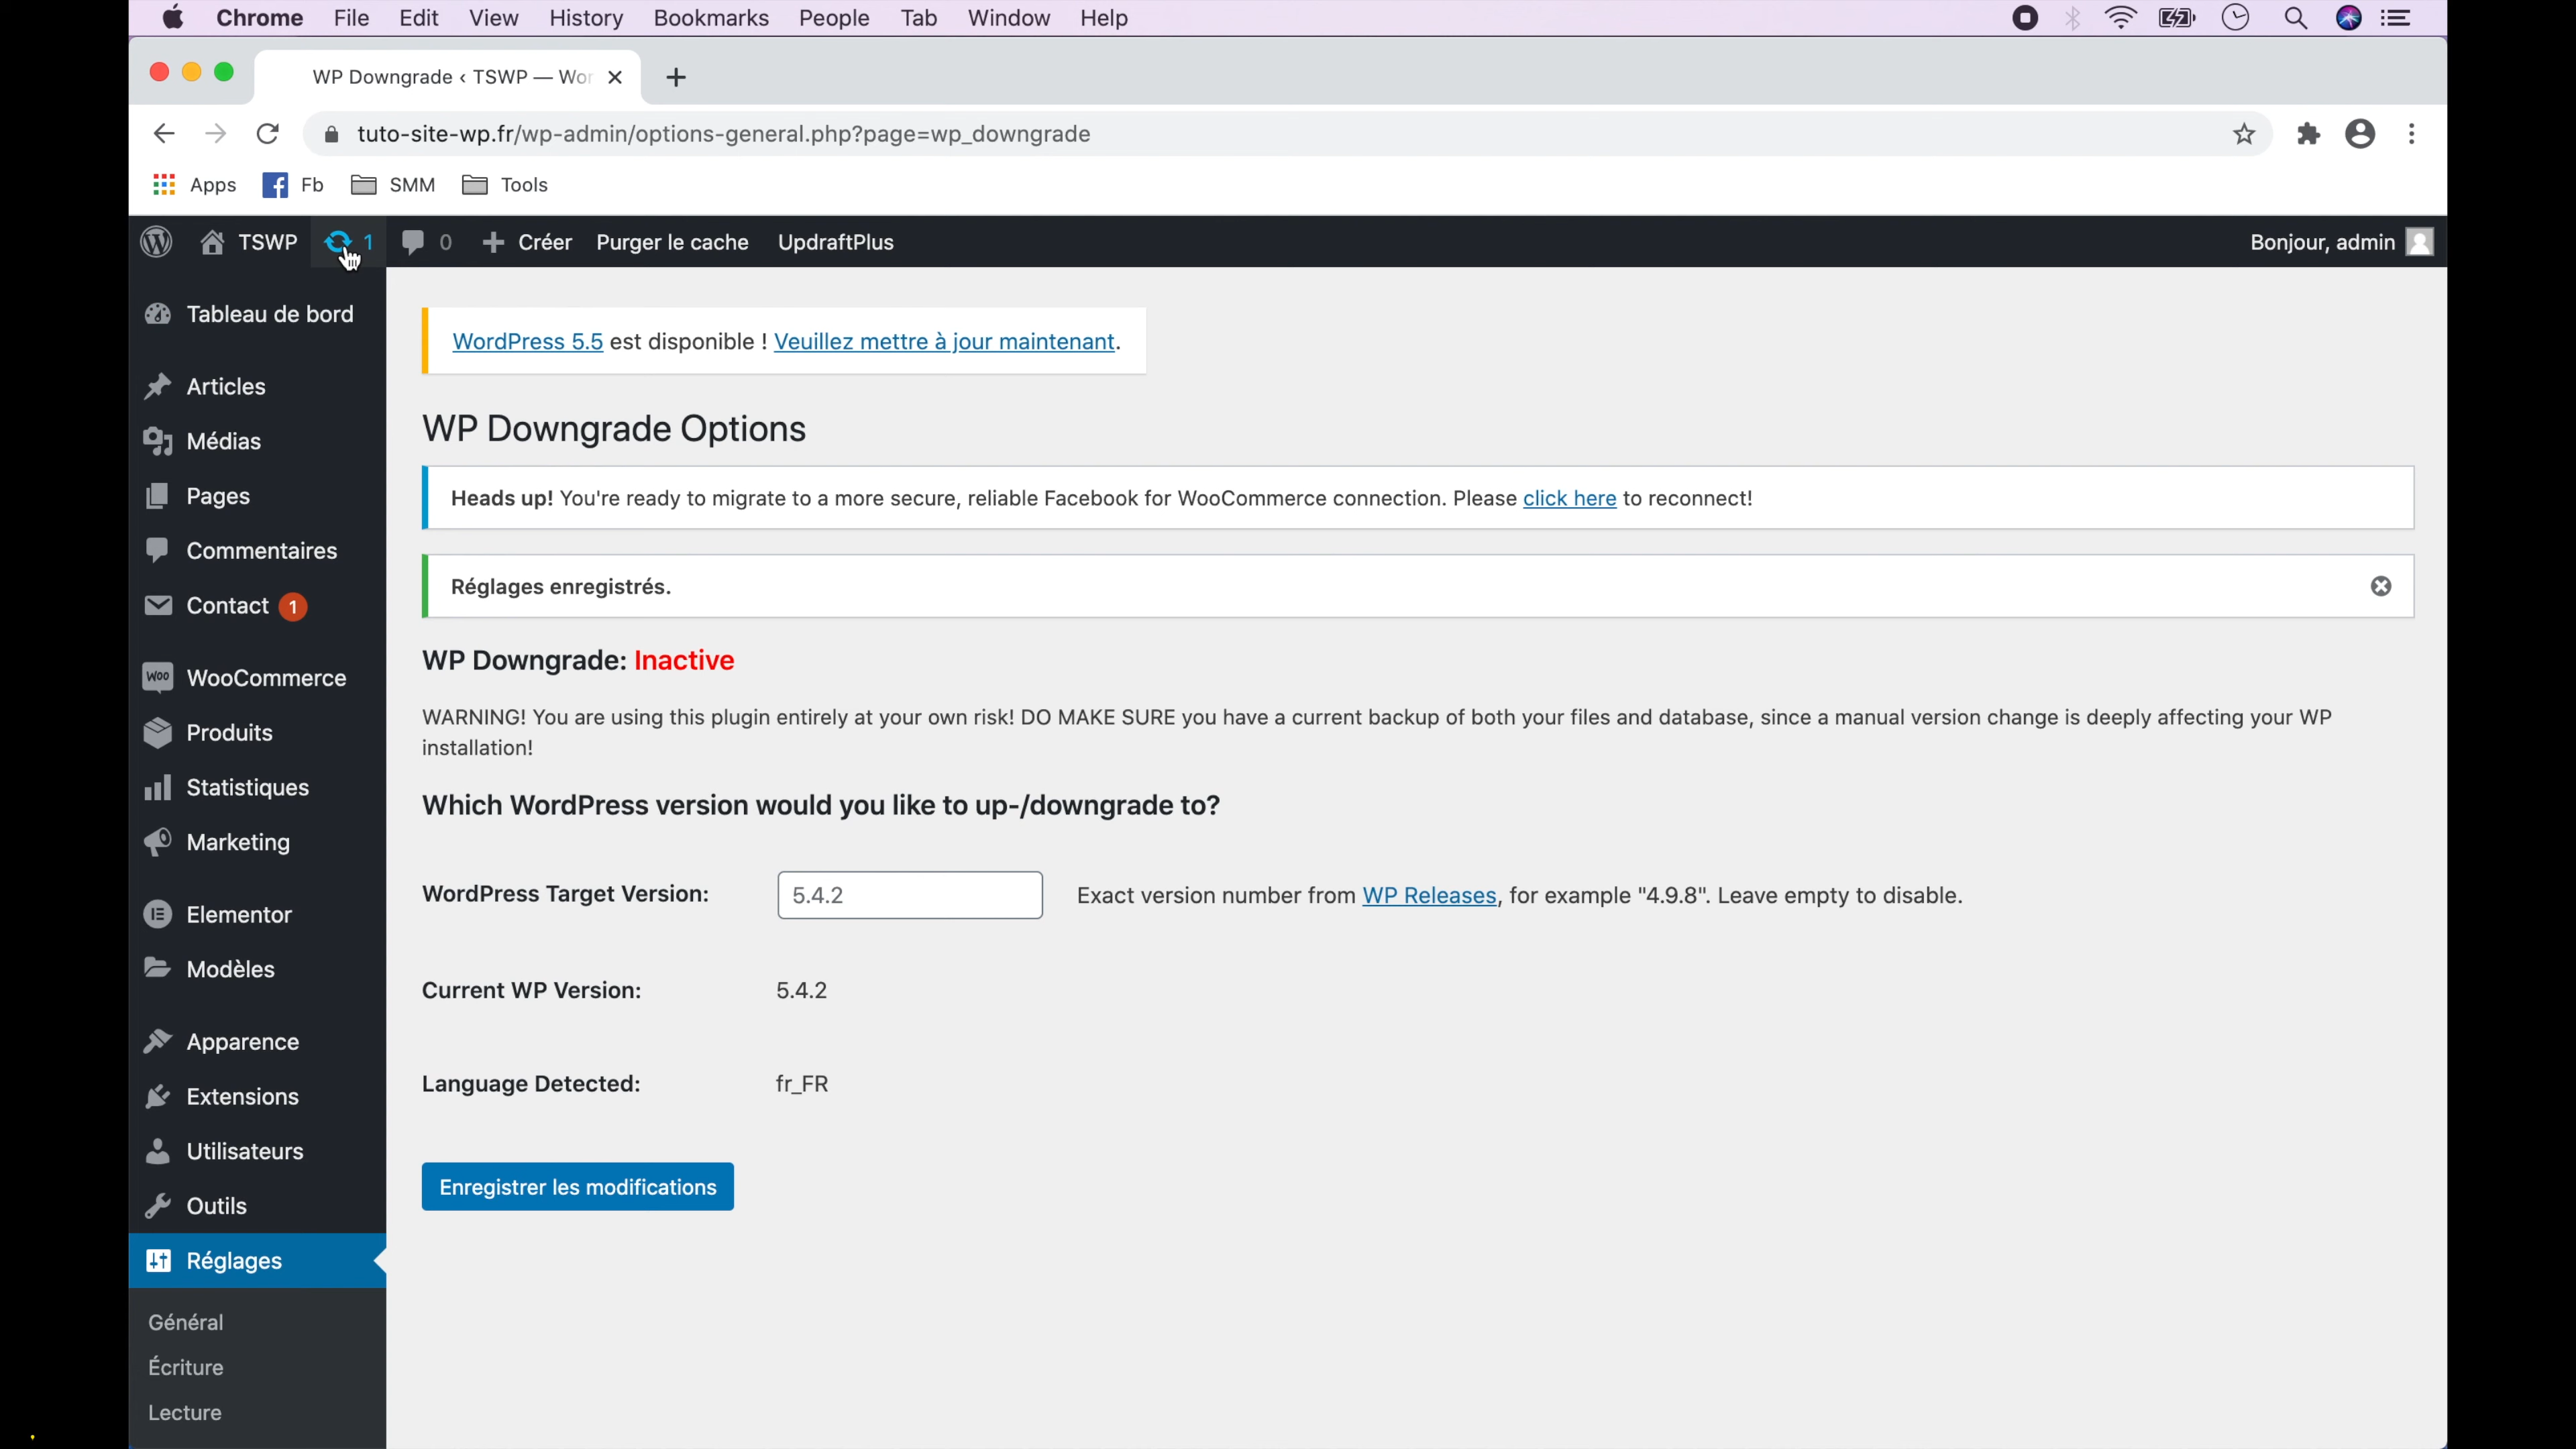 Chrome File Edit View History Bookmarks People Tab Window Help
WP Downgrade ‹ TSWP — Wor
tuto-site-wp.fr/wp-admin/options-general.php?page=wp_downgrade
Apps Fb SMM Tools
TSWP 1 0 Créer Purger le cache UpdraftPlus Bonjour, admin
Tableau de bord
Articles
Médias
Pages
Commentaires
Contact 1
WooCommerce
Produits
Statistiques
Marketing
Elementor
Modèles
Apparence
Extensions
Utilisateurs
Outils
Réglages
Général
Écriture
Lecture
WordPress 5.5 est disponible ! Veuillez mettre à jour maintenant.
WP Downgrade Options
Heads up! You're ready to migrate to a more secure, reliable Facebook for WooCommerce connection. Please click here to reconnect!
Réglages enregistrés.
WP Downgrade: Inactive
WARNING! You are using this plugin entirely at your own risk! DO MAKE SURE you have a current backup of both your files and database, since a manual version change is deeply affecting your WP
installation!
Which WordPress version would you like to up-/downgrade to?
WordPress Target Version: 5.4.2 Exact version number from WP Releases, for example "4.9.8". Leave empty to disable.
Current WP Version: 5.4.2
Language Detected: fr_FR
Enregistrer les modifications